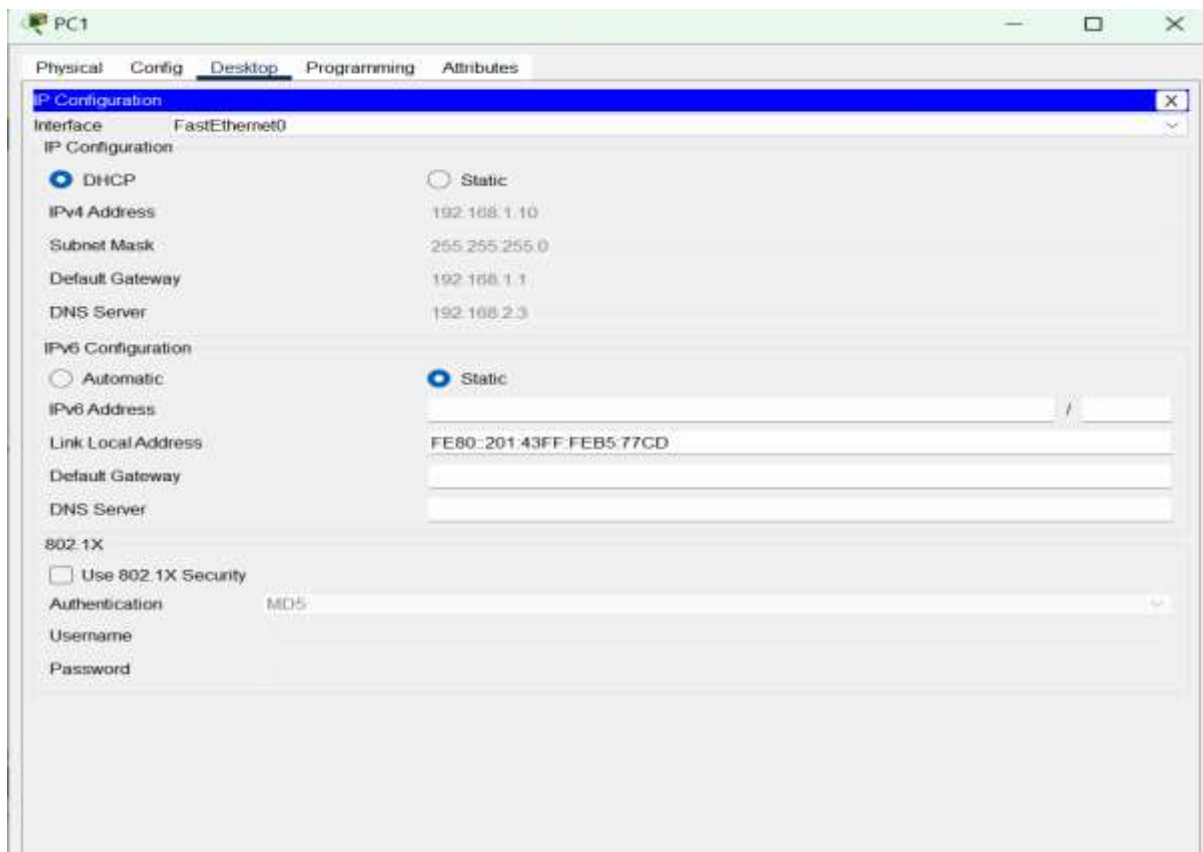 PC1
Physical Config Desktop Programming Attributes
IP Configuration X
Interface FastEthernet0
IP Configuration
DHCP Static
IPv4 Address 192.168.1.10
Subnet Mask 255.255.255.0
Default Gateway 192.168.1.1
DNS Server 192.168.2.3
IPv6 Configuration
Automatic Static
IPv6 Address /
Link Local Address FE80::201:43FF:FEB5:77CD
Default Gateway
DNS Server
802.1X
Use 802.1X Security
Authentication MD5
Username
Password